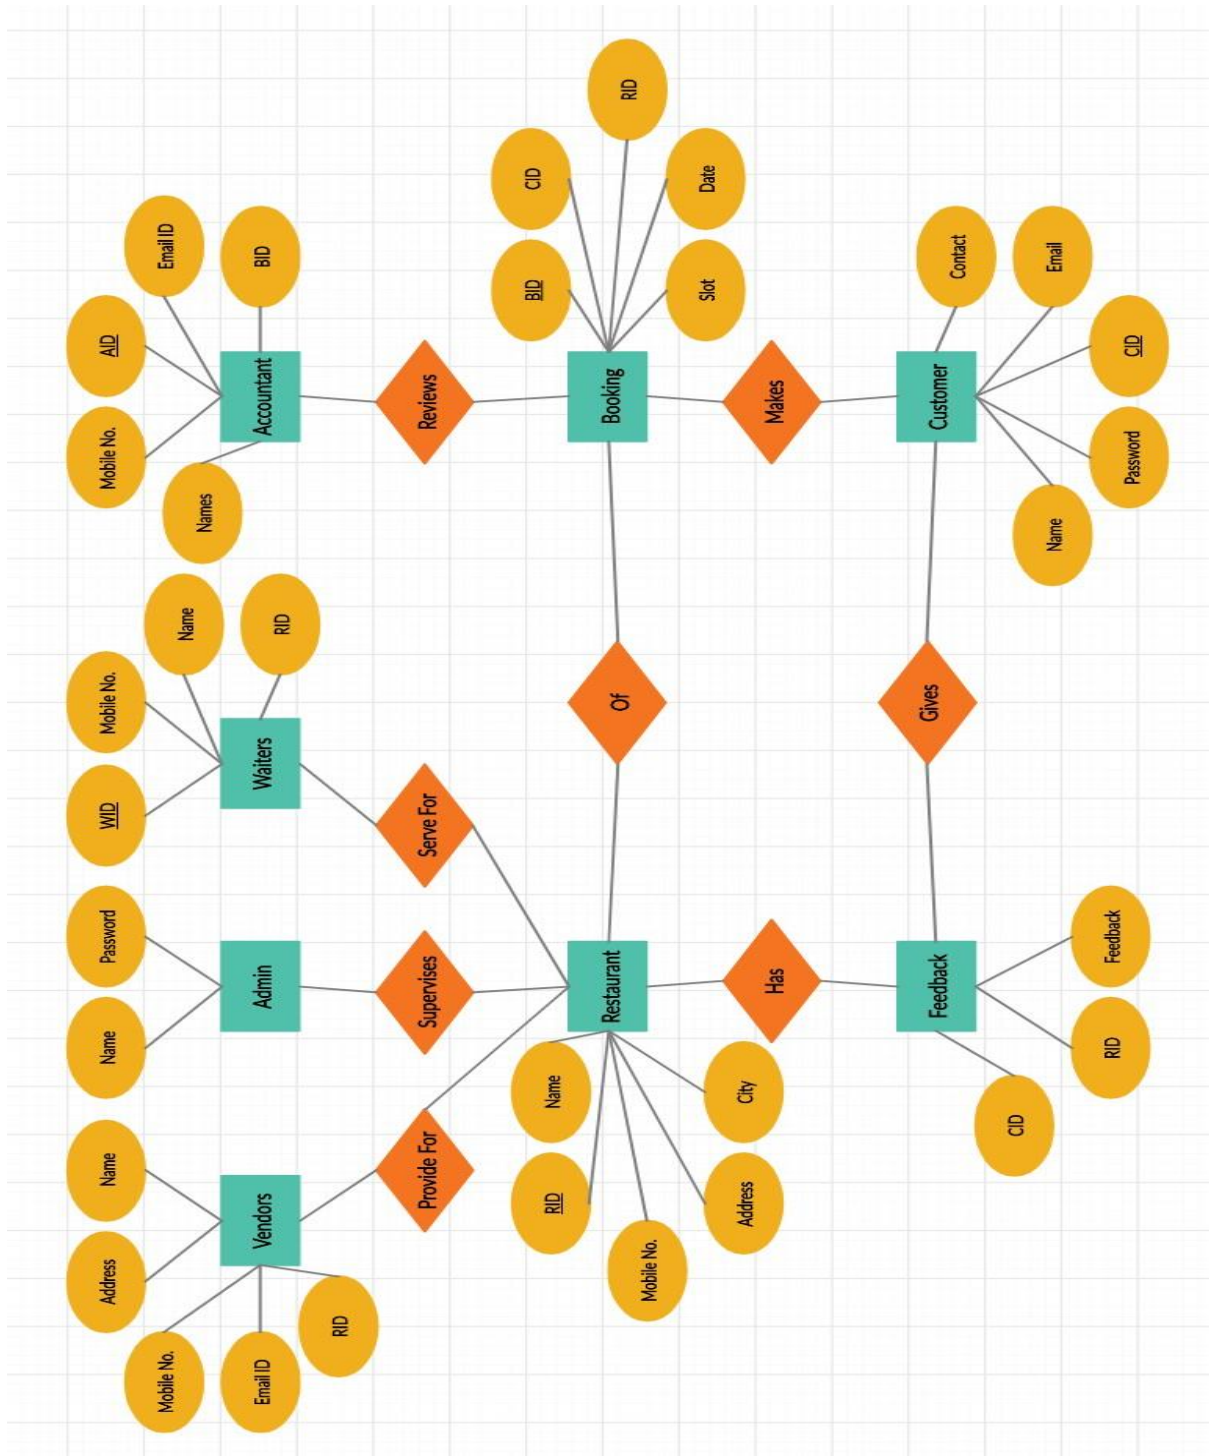 Address
Name
Name
Password
WID
Mobile No.
Mobile No.
AID
Mobile No.
Name
Names
Email ID
Email ID
Vendors
Admin
Waiters
RID
Accountant
BID
RID
Provide For
Supervises
Serve For
Reviews
RID
Name
BID
CID
Mobile No.
Restaurant
Of
Booking
RID
Address
City
Slot
Date
Has
Makes
Feedback
Gives
Customer
Contact
CID
Name
Email
RID
Feedback
Password
CID